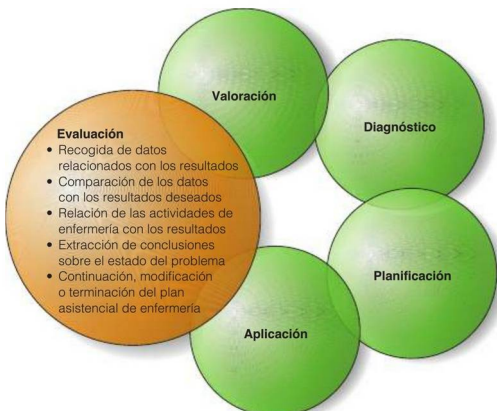 Valoración
Diagnóstico
Evaluación
• Recogida de datos
relacionados con los resultados
• Comparación de los datos
con los resultados deseados
• Relación de las actividades de
enfermería con los resultados
• Extracción de conclusiones
sobre el estado del problema
• Continuación, modificación
o terminación del plan
asistencial de enfermería
Planificación
Aplicación